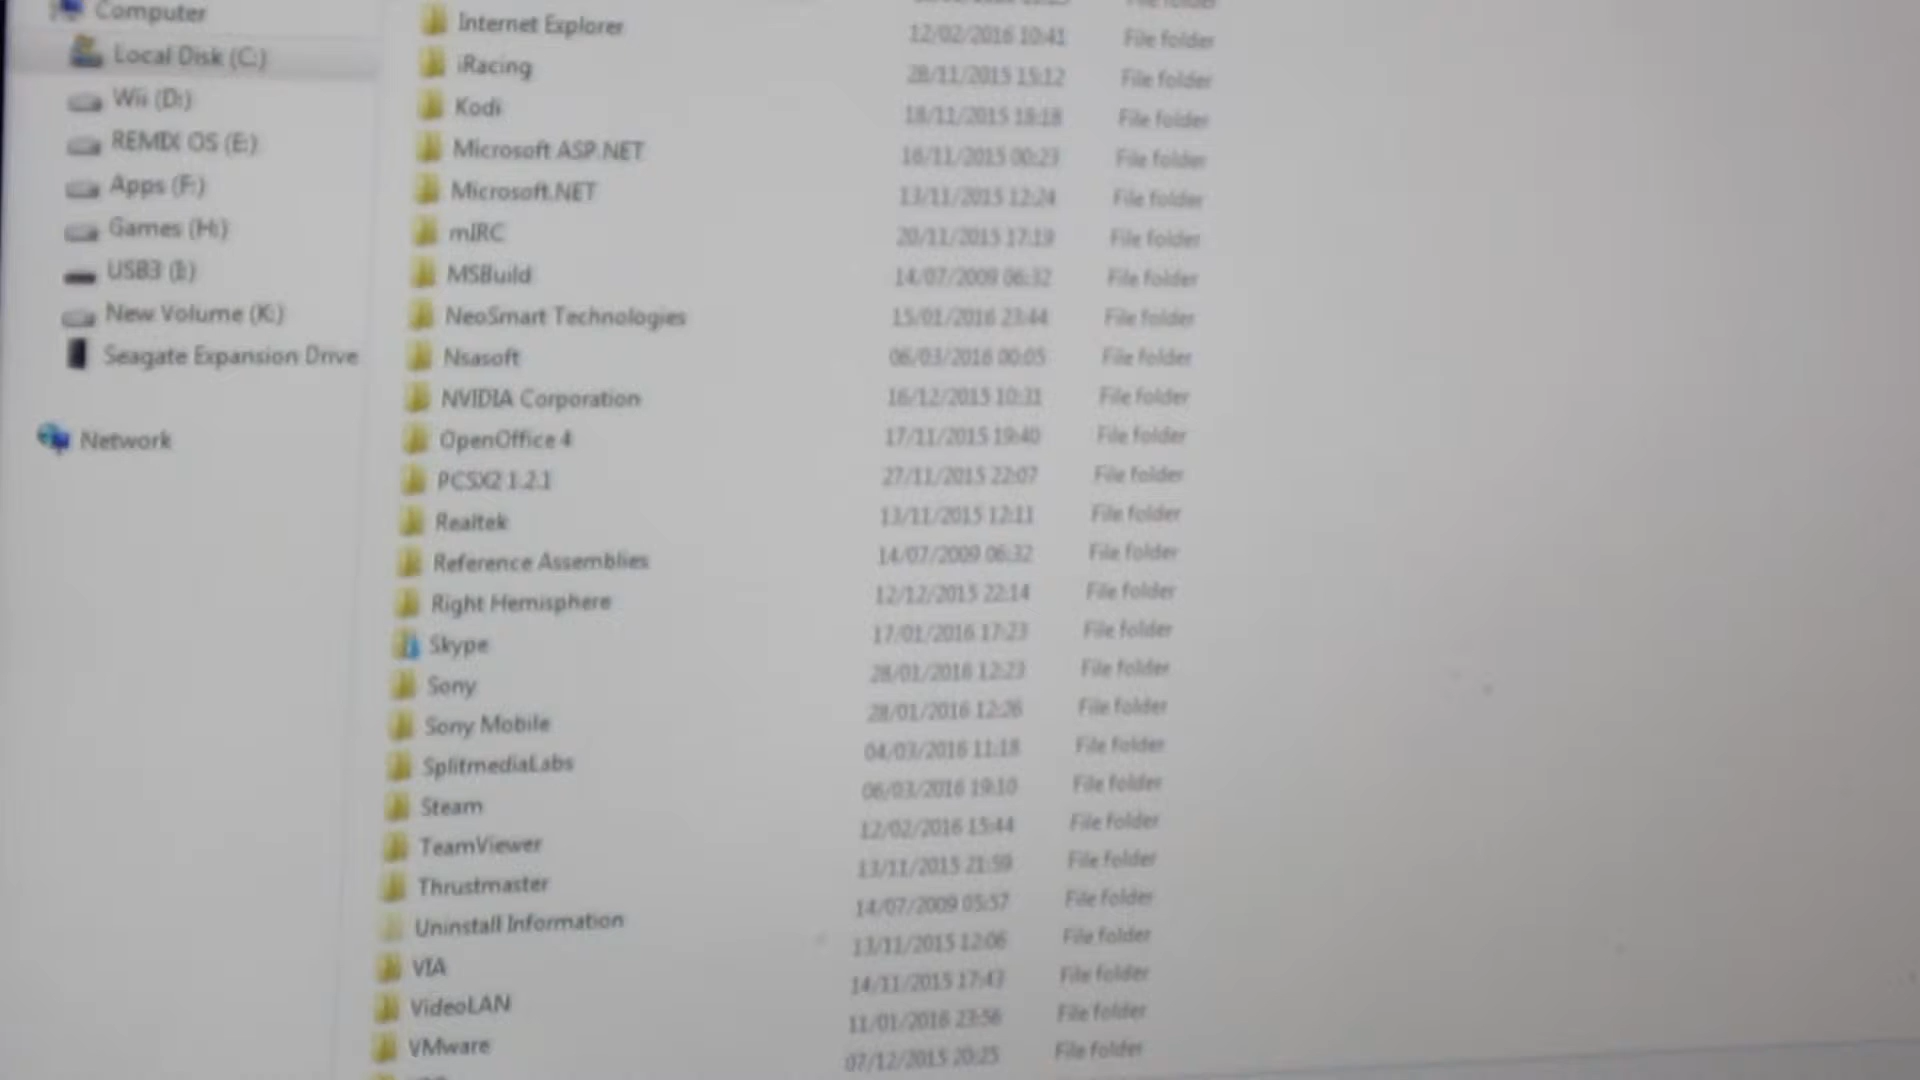 Computer
Local Disk (C:)
Wii (D:)
REMIX OS (E:)
Apps (F:)
Games (H:)
USB3 (I:)
New Volume (K:)
Seagate Expansion Drive
Network
File folder
Internet Explorer 12/02/2016 10:41 File folder
iRacing 28/11/2015 15:12 File folder
Kodi 18/11/2015 18:18 File folder
Microsoft ASP.NET 16/11/2015 00:23 File folder
Microsoft.NET 13/11/2015 12:24 File folder
mIRC 20/11/2015 17:19 File folder
MSBuild 14/07/2009 06:32 File folder
NeoSmart Technologies 15/01/2016 23:44 File folder
Nsasoft 06/03/2016 00:05 File folder
NVIDIA Corporation 16/12/2015 10:31 File folder
OpenOffice 4 17/11/2015 19:40 File folder
PCSX2 1.2.1 27/11/2015 22:07 File folder
Realtek 13/11/2015 12:11 File folder
Reference Assemblies 14/07/2009 06:32 File folder
Right Hemisphere 12/12/2015 22:14 File folder
Skype 17/01/2016 17:23 File folder
Sony 28/01/2016 12:23 File folder
Sony Mobile 28/01/2016 12:26 File folder
SplitmediaLabs 04/03/2016 11:18 File folder
Steam 06/03/2016 19:10 File folder
TeamViewer 12/02/2016 15:44 File folder
Thrustmaster 13/11/2015 21:59 File folder
Uninstall Information 14/07/2009 05:57 File folder
VIA 13/11/2015 12:06 File folder
VideoLAN 14/11/2015 17:43 File folder
VMware 11/01/2016 23:56 File folder
07/12/2015 20:25 File folder